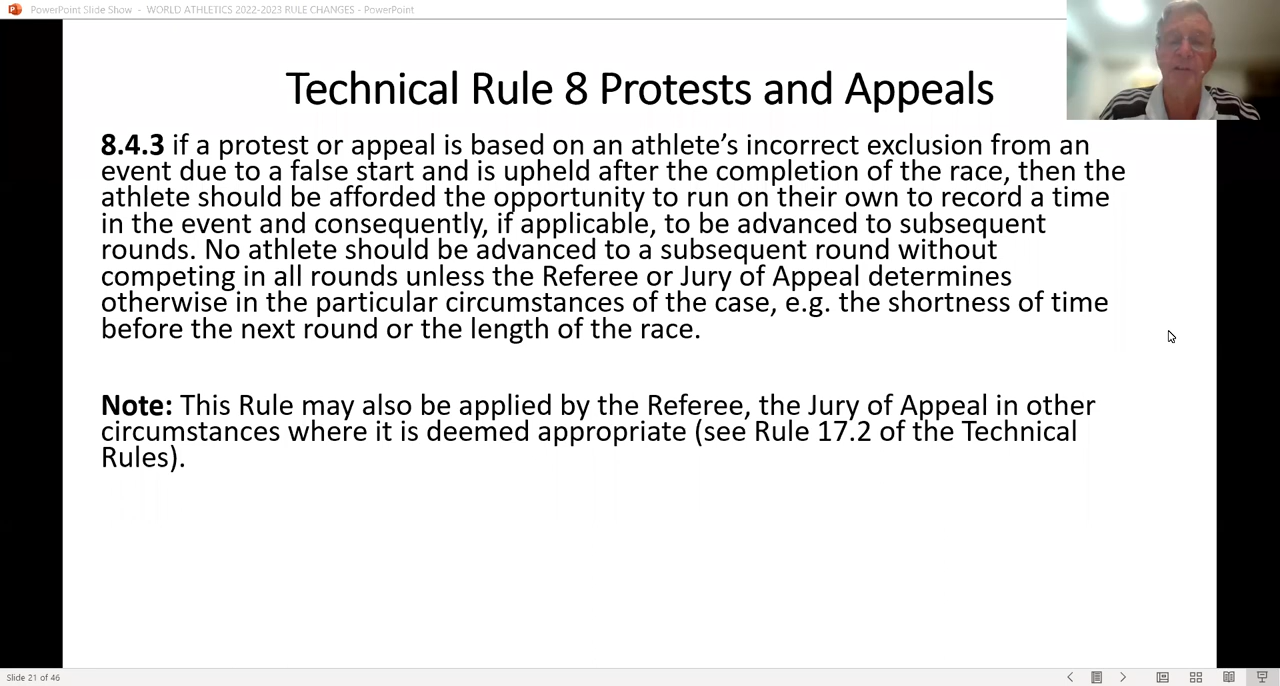 PowerPoint Slide Show - WORLD ATHLETICS 2022-2023 RULE CHANGES - PowerPoint
Technical Rule 8 Protests and Appeals
8.4.3 if a protest or appeal is based on an athlete’s incorrect exclusion from an
event due to a false start and is upheld after the completion of the race, then the
athlete should be afforded the opportunity to run on their own to record a time
in the event and consequently, if applicable, to be advanced to subsequent
rounds. No athlete should be advanced to a subsequent round without
competing in all rounds unless the Referee or Jury of Appeal determines
otherwise in the particular circumstances of the case, e.g. the shortness of time
before the next round or the length of the race.
Note: This Rule may also be applied by the Referee, the Jury of Appeal in other
circumstances where it is deemed appropriate (see Rule 17.2 of the Technical
Rules).
Slide 21 of 46